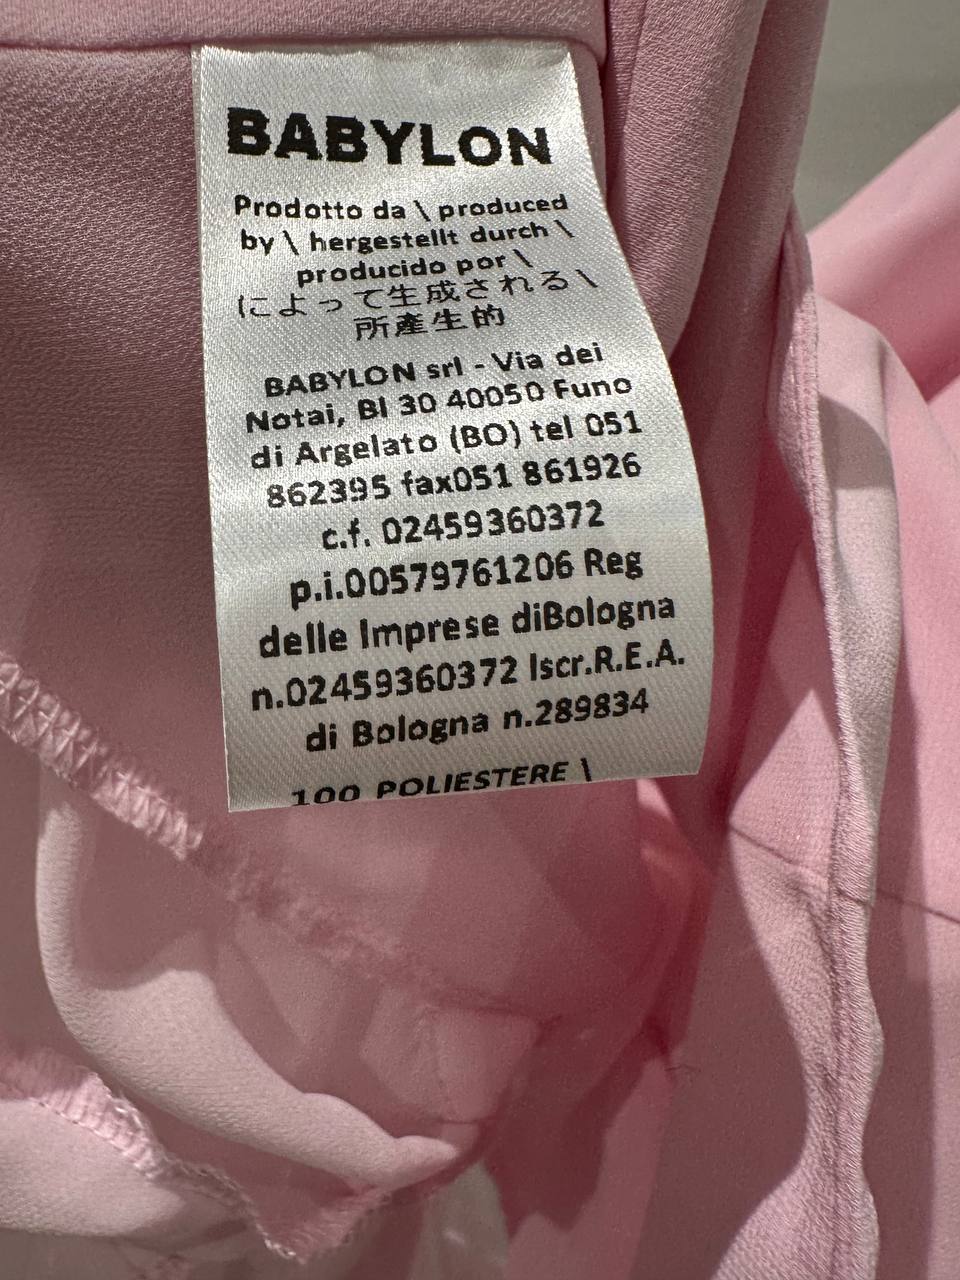 BABYLON
Prodotto da \ produced
by \ hergestellt durch \
producido por \
によって生成される \
所產生的
BABYLON srl - Via dei
Notai, Bl 30 40050 Funo
di Argelato (BO) tel 051
862395 fax051 861926
c.f. 02459360372
p.i.00579761206 Reg
delle Imprese diBologna
n.02459360372 Iscr.R.E.A.
di Bologna n.289834
100 POLIESTERE \